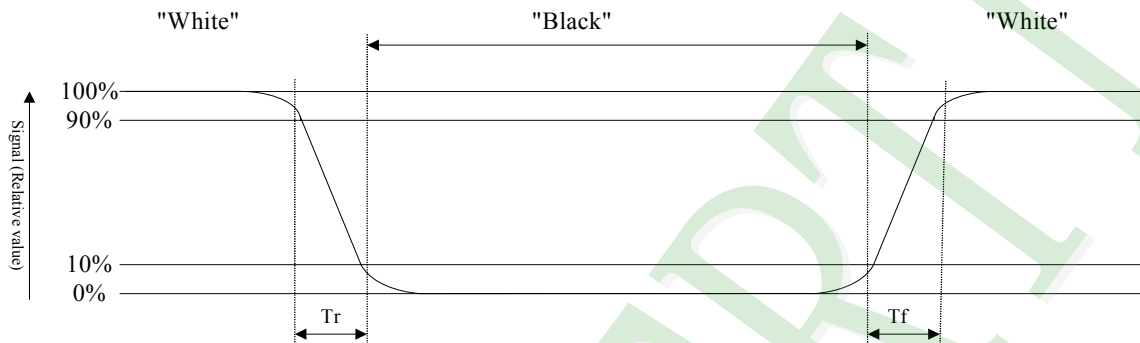 "White" "Black" "White"
100%
90%
Signal (Relative value)
10%
0%
Tr Tf